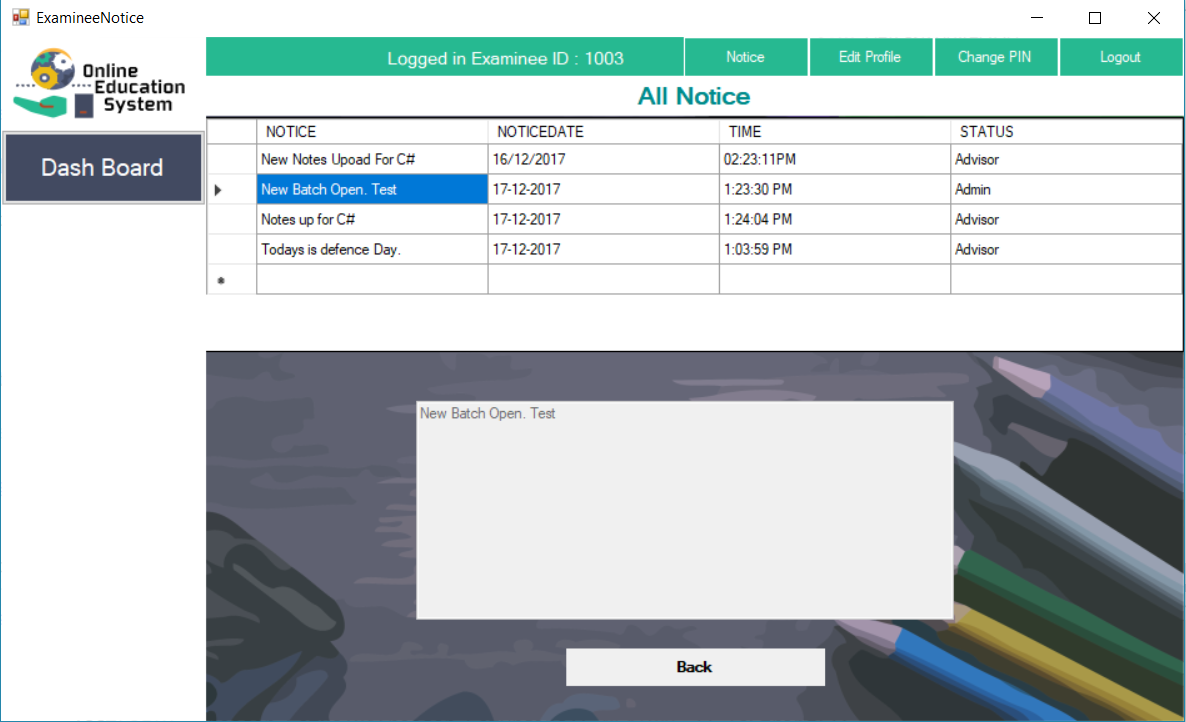 ExamineeNotice
Online
Education
System
Logged in Examinee ID : 1003
Notice
Edit Profile
Change PIN
Logout
All Notice
Dash Board
NOTICE NOTICEDATE TIME STATUS
New Notes Upoad For C# 16/12/2017 02:23:11PM Advisor
New Batch Open. Test 17-12-2017 1:23:30 PM Admin
Notes up for C# 17-12-2017 1:24:04 PM Advisor
Todays is defence Day. 17-12-2017 1:03:59 PM Advisor
New Batch Open. Test
Back